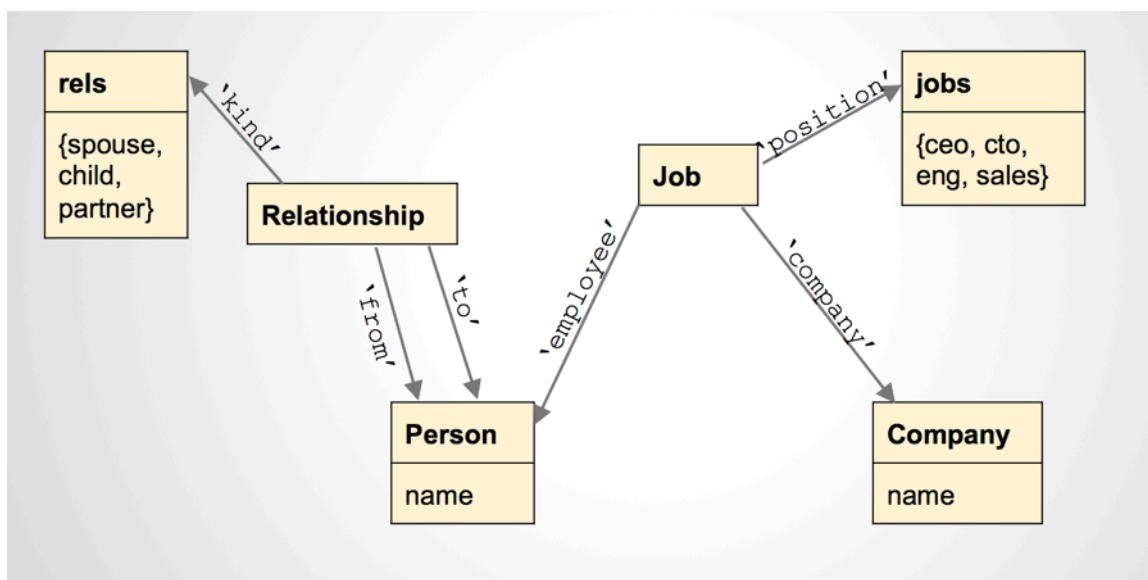 rels
{spouse,
child,
partner}
'kind'
Relationship
'from'
'to'
Job
'position'
jobs
{ceo, cto,
eng, sales}
'employee'
'company'
Person
name
Company
name